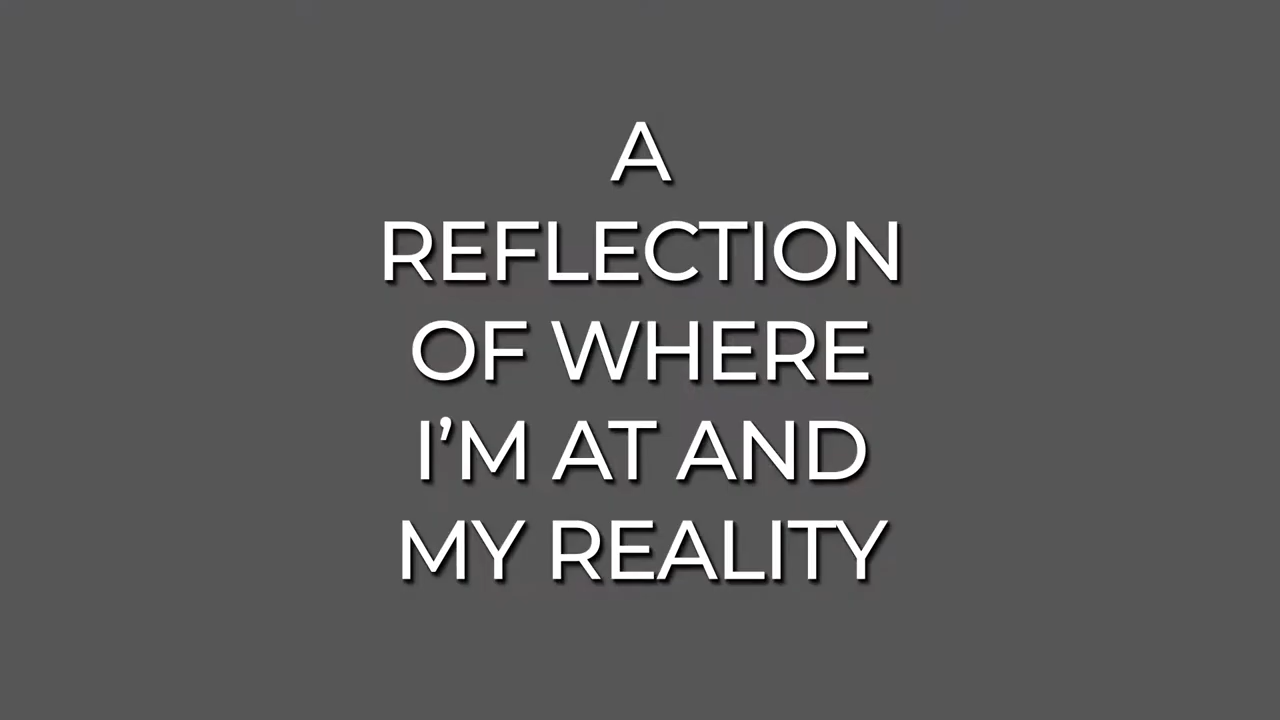 A
REFLECTION
OF WHERE
I’M AT AND
MY REALITY